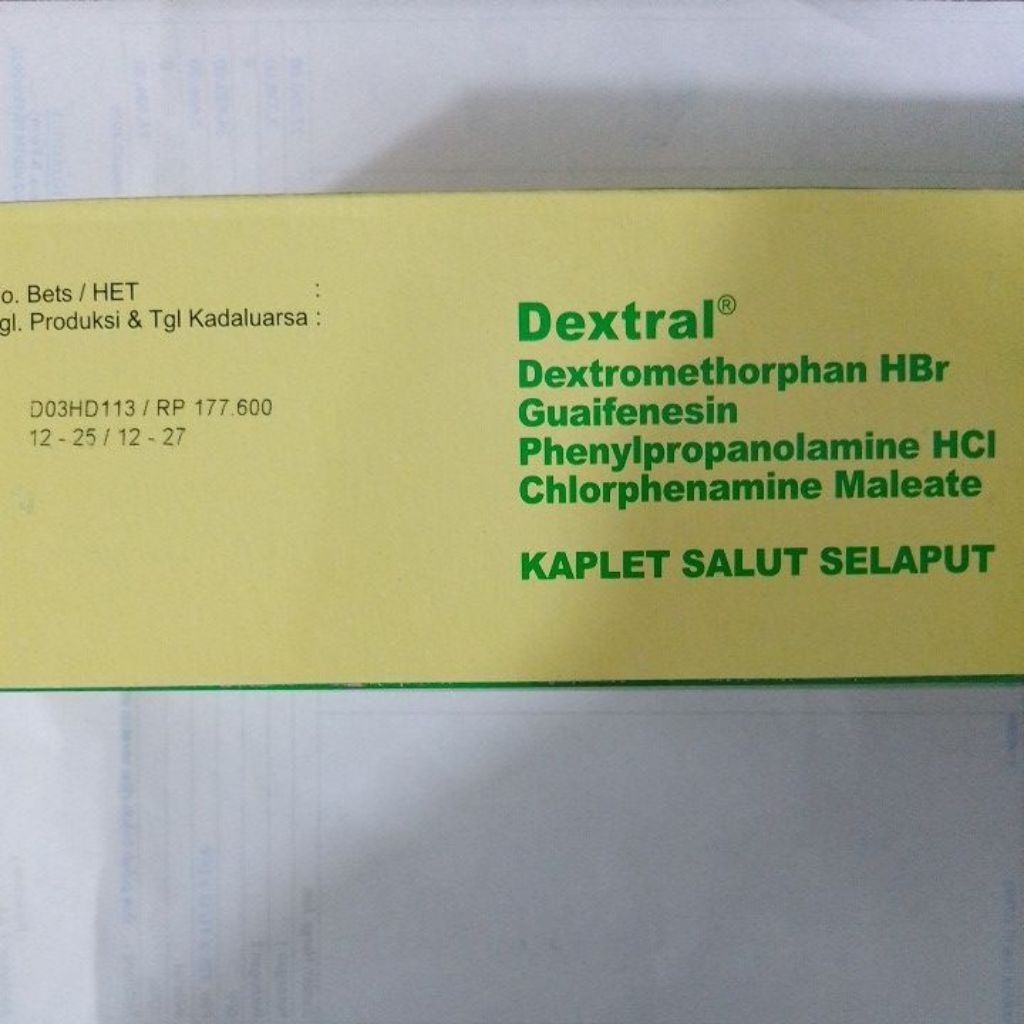 o. Bets / HET :
gl. Produksi & Tgl Kadaluarsa :
D03HD113 / RP 177.600
12 - 25 / 12 - 27
Dextral®
Dextromethorphan HBr
Guaifenesin
Phenylpropanolamine HCl
Chlorphenamine Maleate
KAPLET SALUT SELAPUT